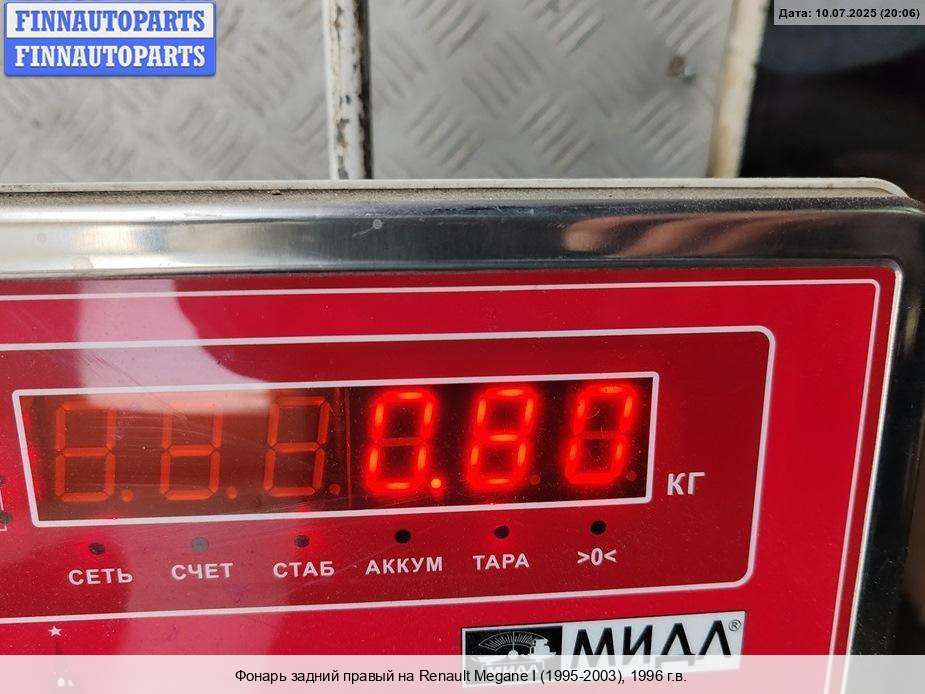 FINNAUTOPARTS
FINNAUTOPARTS
Дата: 10.07.2025 (20:06)
0.80
КГ
СЕТЬ СЧЕТ СТАБ АККУМ ТАРА >0<
МИДЛ®
МИДЛ
Фонарь задний правый на Renault Megane I (1995-2003), 1996 г.в.